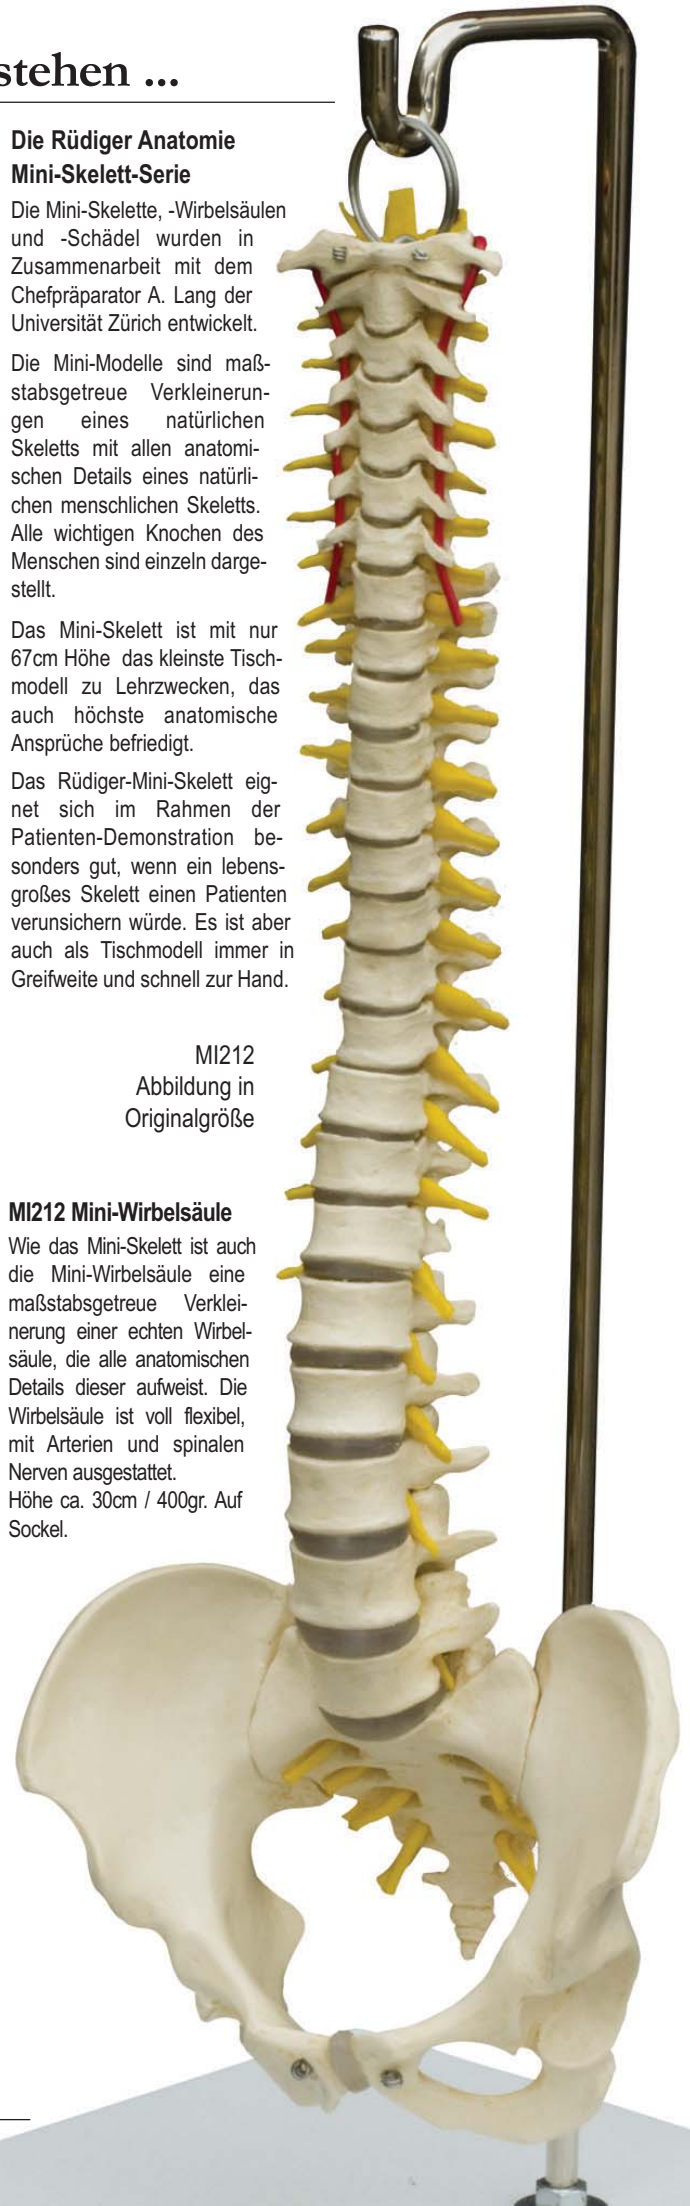 stehen ...
Die Rüdiger Anatomie
Mini-Skelett-Serie
Die Mini-Skelette, -Wirbelsäulen
und -Schädel wurden in
Zusammenarbeit mit dem
Chefpräparator A. Lang der
Universität Zürich entwickelt.
Die Mini-Modelle sind maß-
stabsgetreue Verkleinerun-
gen eines natürlichen
Skeletts mit allen anatomi-
schen Details eines natürli-
chen menschlichen Skeletts.
Alle wichtigen Knochen des
Menschen sind einzeln darge-
stellt.
Das Mini-Skelett ist mit nur
67cm Höhe das kleinste Tisch-
modell zu Lehrzwecken, das
auch höchste anatomische
Ansprüche befriedigt.
Das Rüdiger-Mini-Skelett eig-
net sich im Rahmen der
Patienten-Demonstration be-
sonders gut, wenn ein lebens-
großes Skelett einen Patienten
verunsichern würde. Es ist aber
auch als Tischmodell immer in
Greifweite und schnell zur Hand.
MI212
Abbildung in
Originalgröße
MI212 Mini-Wirbelsäule
Wie das Mini-Skelett ist auch
die Mini-Wirbelsäule eine
maßstabsgetreue Verklei-
nerung einer echten Wirbel-
säule, die alle anatomischen
Details dieser aufweist. Die
Wirbelsäule ist voll flexibel,
mit Arterien und spinalen
Nerven ausgestattet.
Höhe ca. 30cm / 400gr. Auf
Sockel.